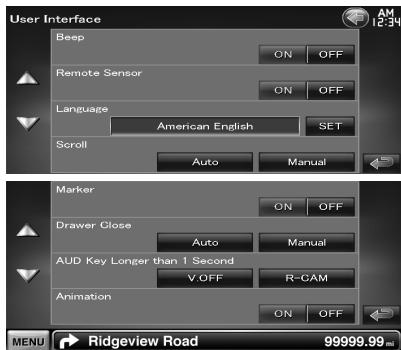 User Interface
AM
12:34
Beep
ON OFF
Remote Sensor
ON OFF
Language
American English SET
Scroll
Auto Manual
Marker
ON OFF
Drawer Close
Auto Manual
AUD Key Longer than 1 Second
V.OFF R-CAM
Animation
ON OFF
MENU Ridgeview Road 99999.99 mi